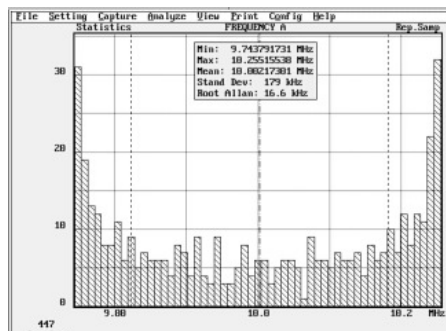 File Setting Capture Analyze View Print Config Help
Statistics FREQUENCY A Rep.Samp
Min: 9.743791731 MHz
Max: 10.25515538 MHz
Mean: 10.00217301 MHz
Stand Dev: 179 kHz
Root Allan: 16.6 kHz
30
20
10
0
9.80 10.0 10.2 MHz
447